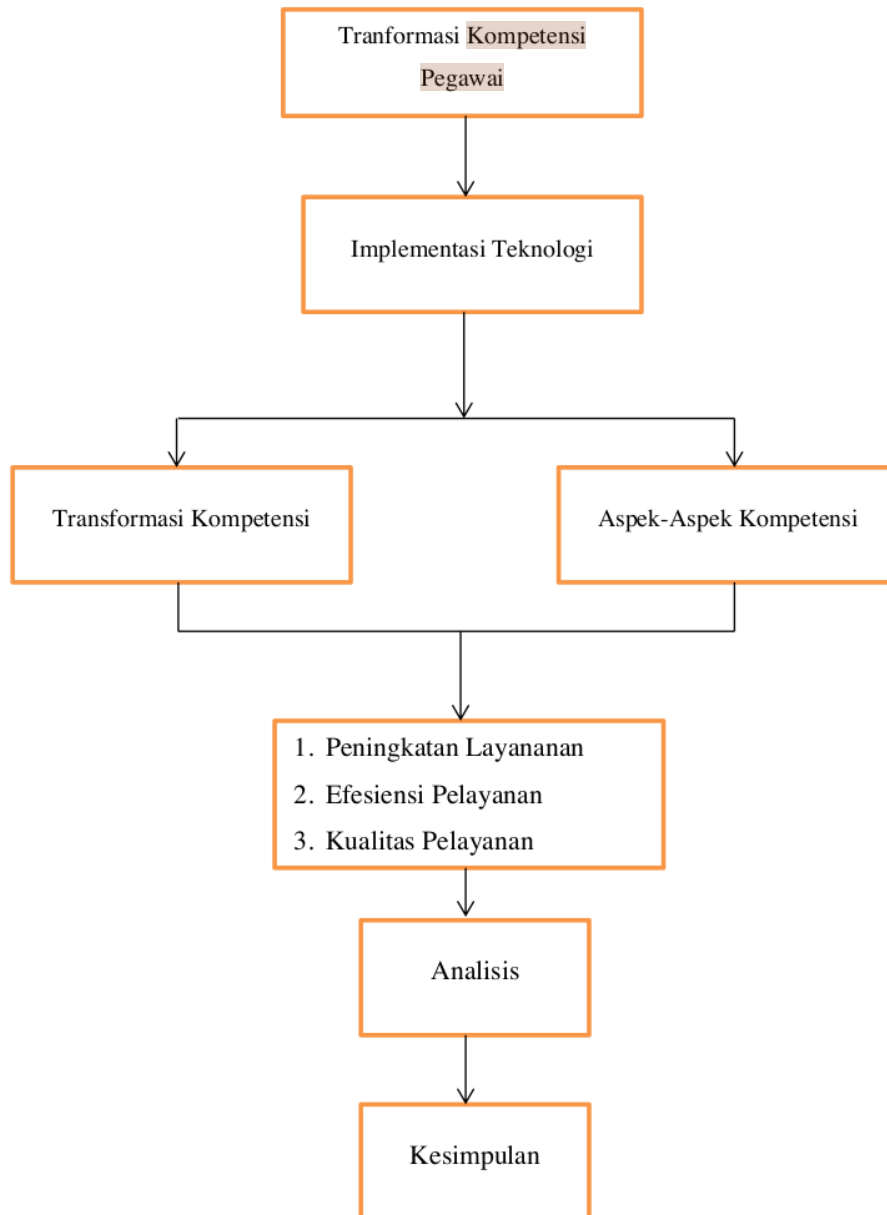 Tranformasi Kompetensi
Pegawai
Implementasi Teknologi
Transformasi Kompetensi
Aspek-Aspek Kompetensi
1. Peningkatan Layananan
2. Efesiensi Pelayanan
3. Kualitas Pelayanan
Analisis
Kesimpulan